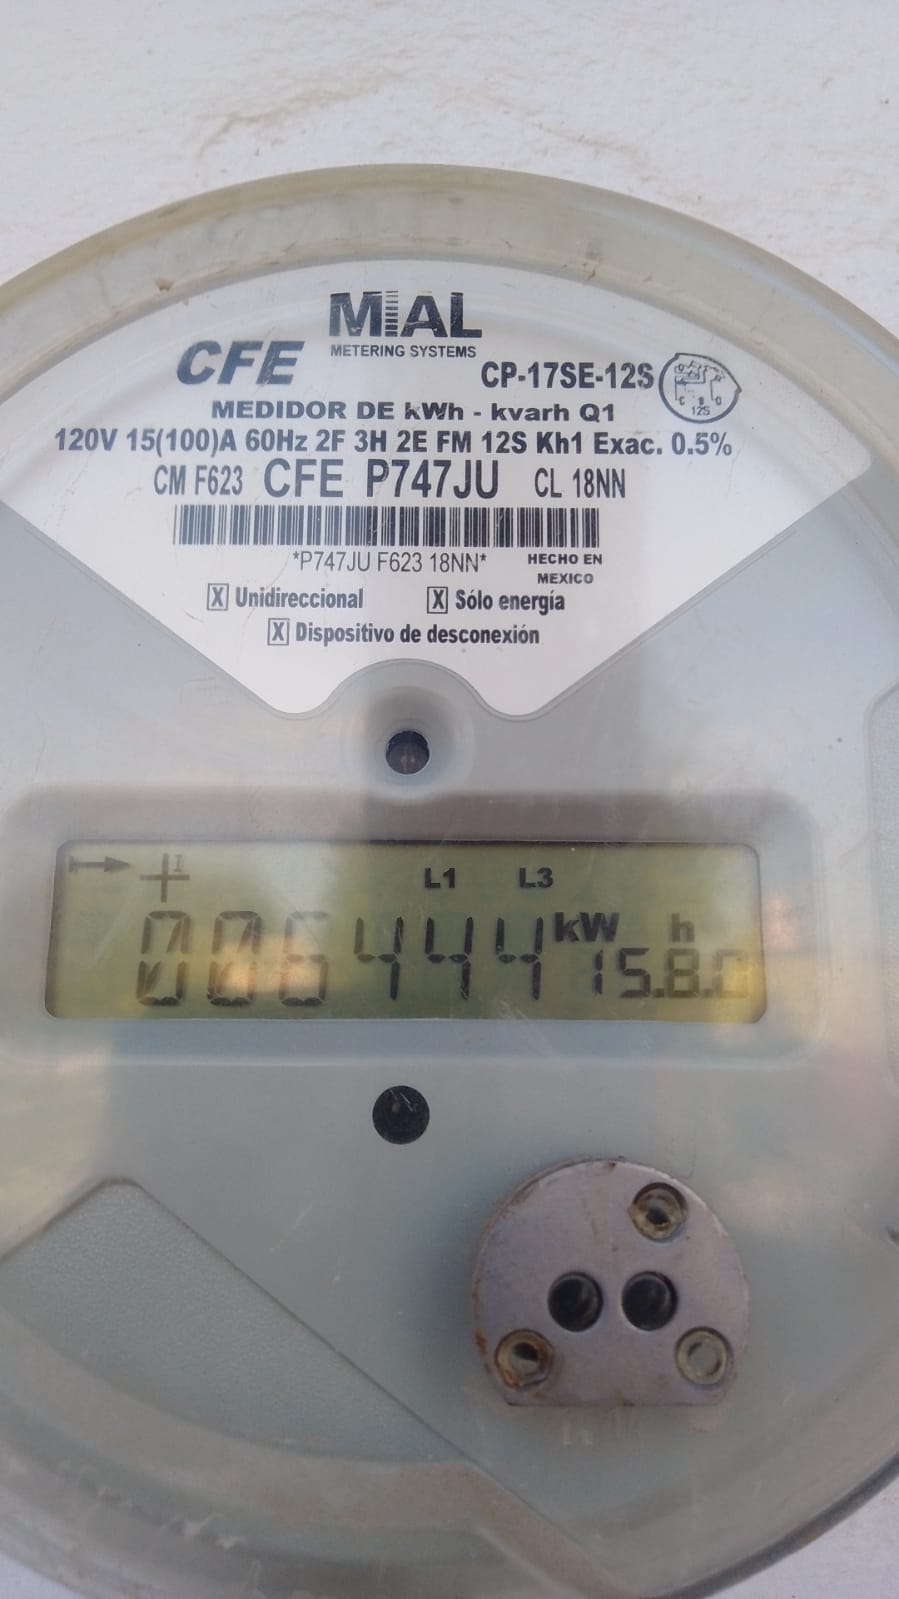 MIAL
METERING SYSTEMS
CFE
CP-17SE-12S
12S
MEDIDOR DE kWh - kvarh Q1
120V 15(100)A 60Hz 2F 3H 2E FM 12S Kh1 Exac. 0.5%
CM F623 CFE P747JU CL 18NN
*P747JU F623 18NN*
HECHO EN
MEXICO
X Unidireccional X Sólo energía
X Dispositivo de desconexión
L1 L3
006444 kW h 15.8.0